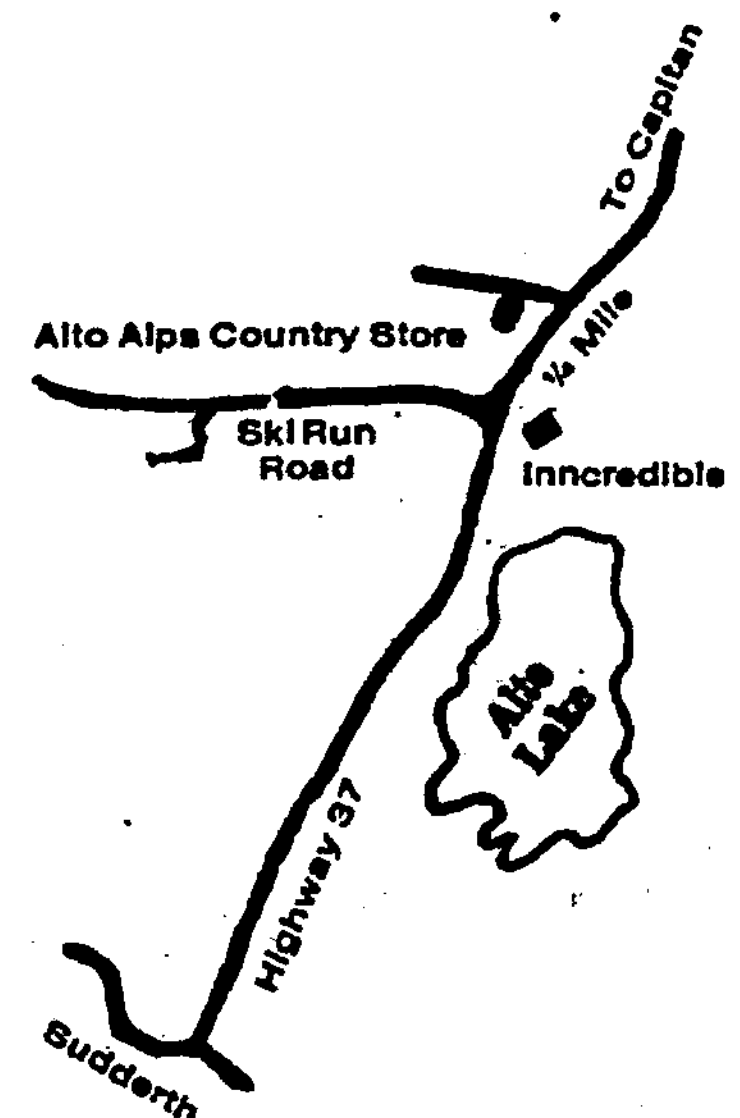 To Capitan
¼ Mile
Alto Alps Country Store
Ski Run
Road
Inncredible
Alto
Lake
Highway 37
Sudderth